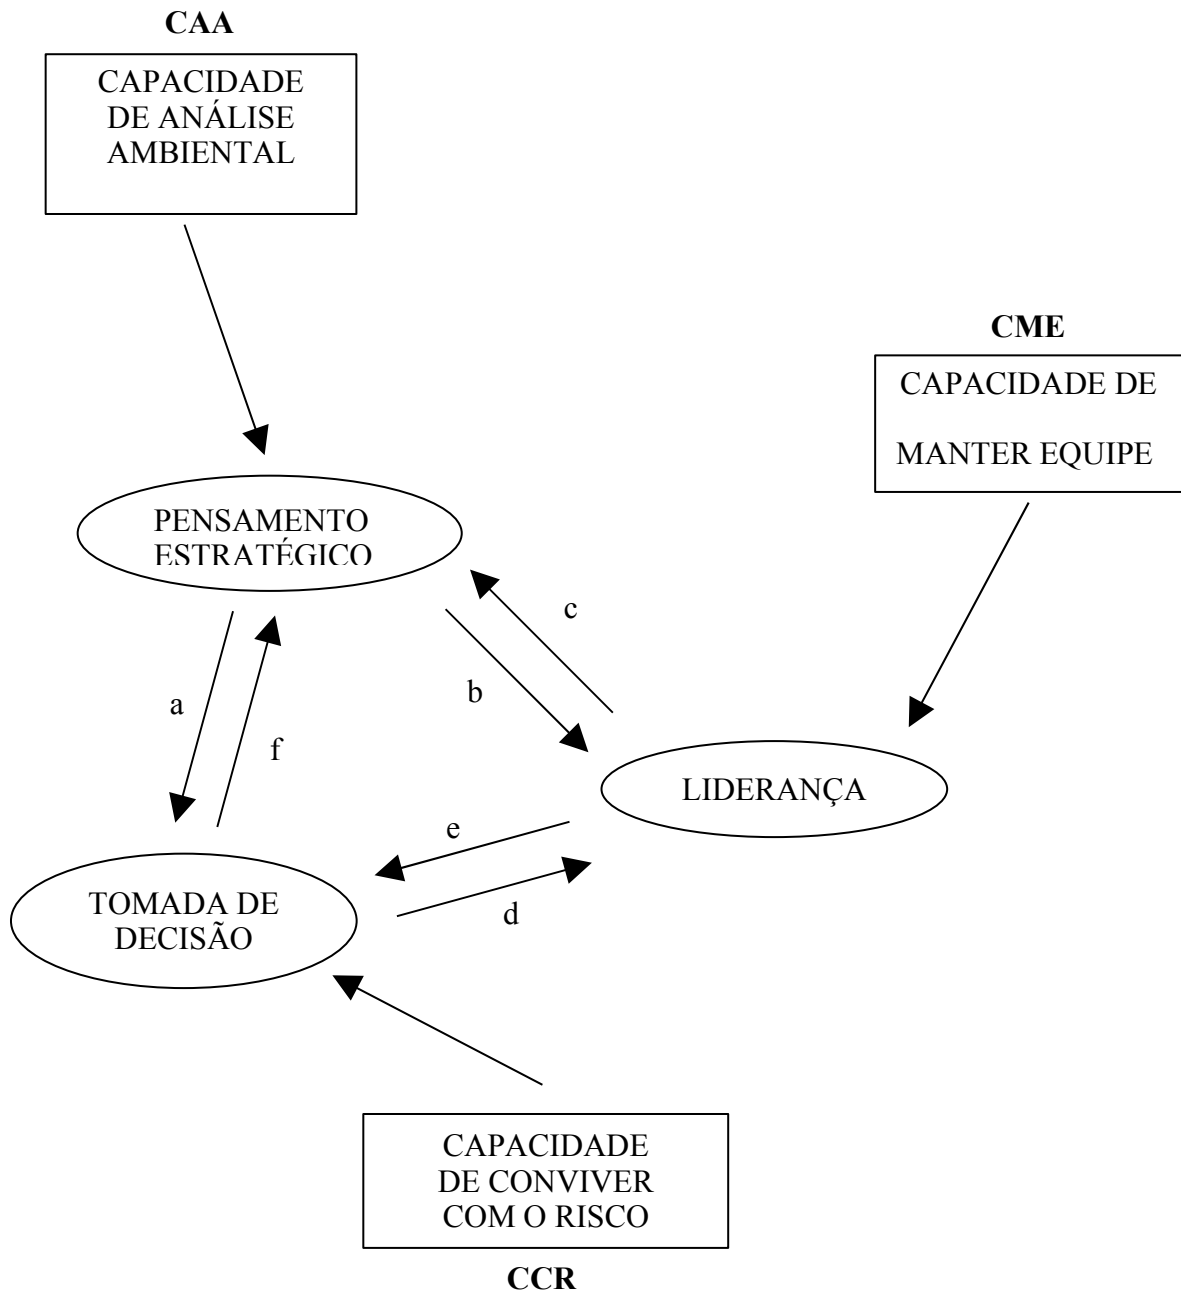 CAA
CAPACIDADE
DE ANÁLISE
AMBIENTAL
CME
CAPACIDADE DE
MANTER EQUIPE
PENSAMENTO
ESTRATÉGICO
c
b
a
f
LIDERANÇA
e
d
TOMADA DE
DECISÃO
CAPACIDADE
DE CONVIVER
COM O RISCO
CCR